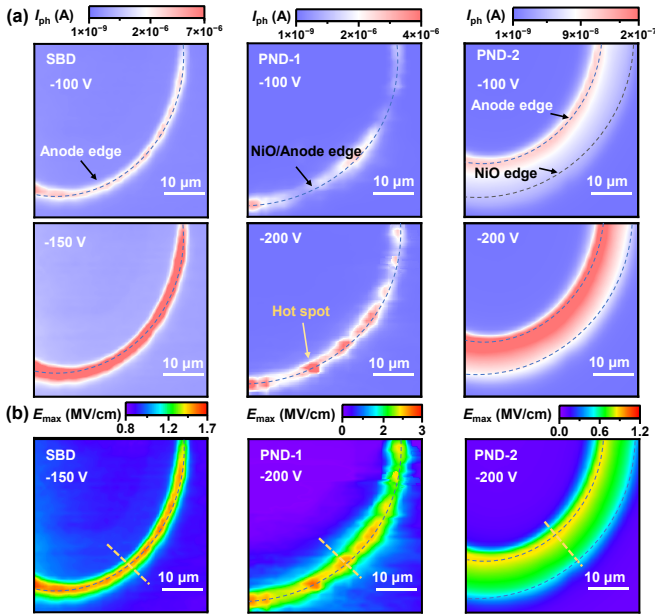 (a)
I_ph (A)
1×10⁻⁹ 2×10⁻⁶ 7×10⁻⁶
SBD
-100 V
Anode edge
10 μm
I_ph (A)
1×10⁻⁹ 2×10⁻⁶ 4×10⁻⁶
PND-1
-100 V
NiO/Anode edge
10 μm
I_ph (A)
1×10⁻⁹ 9×10⁻⁸ 2×10⁻⁷
PND-2
-100 V
Anode edge
NiO edge
10 μm
-150 V
10 μm
-200 V
Hot spot
10 μm
-200 V
10 μm
(b)
E_max (MV/cm)
0.8 1.2 1.7
SBD
-150 V
10 μm
E_max (MV/cm)
0 2 3
PND-1
-200 V
10 μm
E_max (MV/cm)
0.0 0.6 1.2
PND-2
-200 V
10 μm